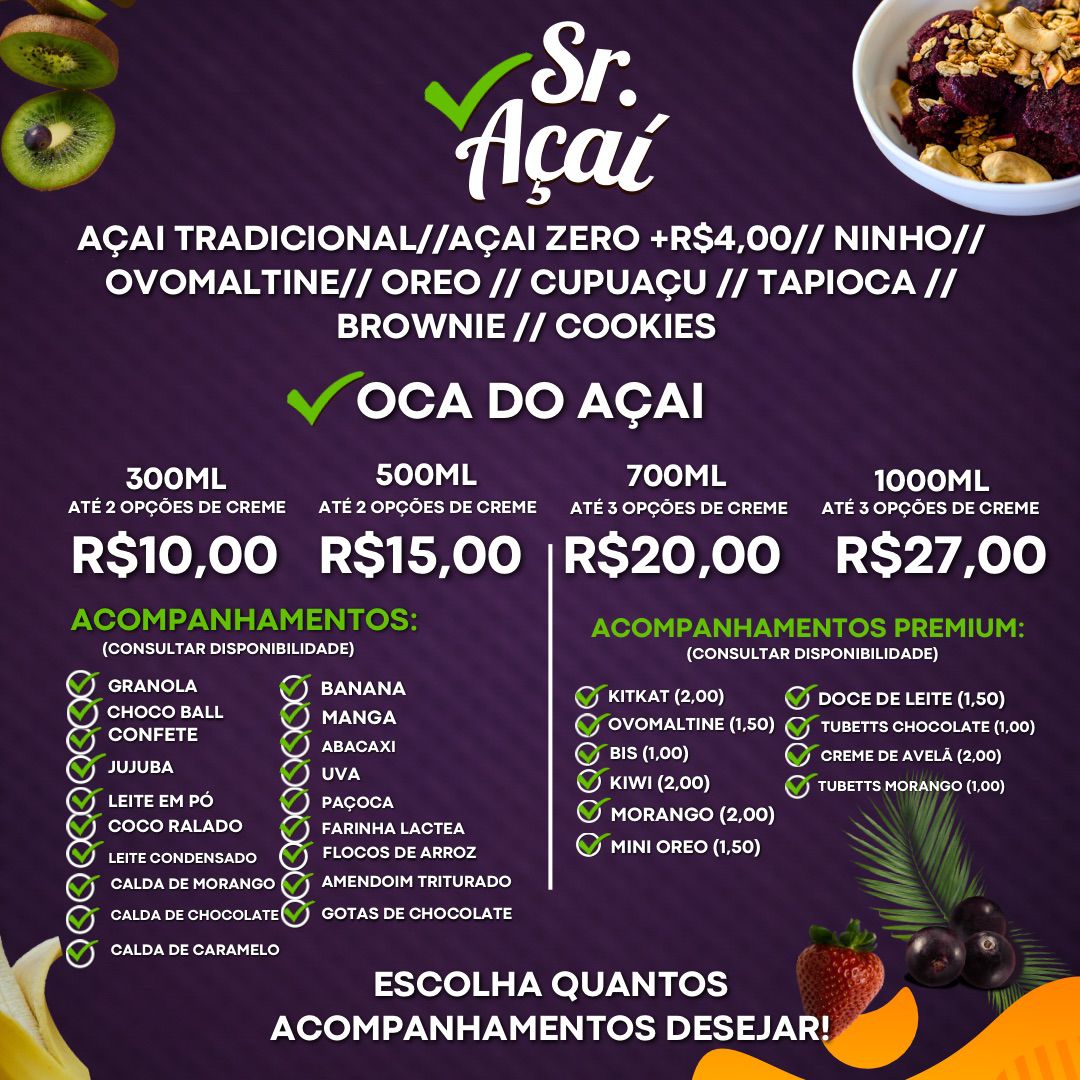 Sr.
Açaí
AÇAI TRADICIONAL//AÇAI ZERO +R$4,00// NINHO//
OVOMALTINE// OREO // CUPUAÇU // TAPIOCA //
BROWNIE // COOKIES
OCA DO AÇAI
300ML
ATÉ 2 OPÇÕES DE CREME
R$10,00
500ML
ATÉ 2 OPÇÕES DE CREME
R$15,00
700ML
ATÉ 3 OPÇÕES DE CREME
R$20,00
1000ML
ATÉ 3 OPÇÕES DE CREME
R$27,00
ACOMPANHAMENTOS:
(CONSULTAR DISPONIBILIDADE)
GRANOLA
CHOCO BALL
CONFETE
JUJUBA
LEITE EM PÓ
COCO RALADO
LEITE CONDENSADO
CALDA DE MORANGO
CALDA DE CHOCOLATE
CALDA DE CARAMELO
BANANA
MANGA
ABACAXI
UVA
PAÇOCA
FARINHA LACTEA
FLOCOS DE ARROZ
AMENDOIM TRITURADO
GOTAS DE CHOCOLATE
ACOMPANHAMENTOS PREMIUM:
(CONSULTAR DISPONIBILIDADE)
KITKAT (2,00)
OVOMALTINE (1,50)
BIS (1,00)
KIWI (2,00)
MORANGO (2,00)
MINI OREO (1,50)
DOCE DE LEITE (1,50)
TUBETTS CHOCOLATE (1,00)
CREME DE AVELÃ (2,00)
TUBETTS MORANGO (1,00)
ESCOLHA QUANTOS
ACOMPANHAMENTOS DESEJAR!